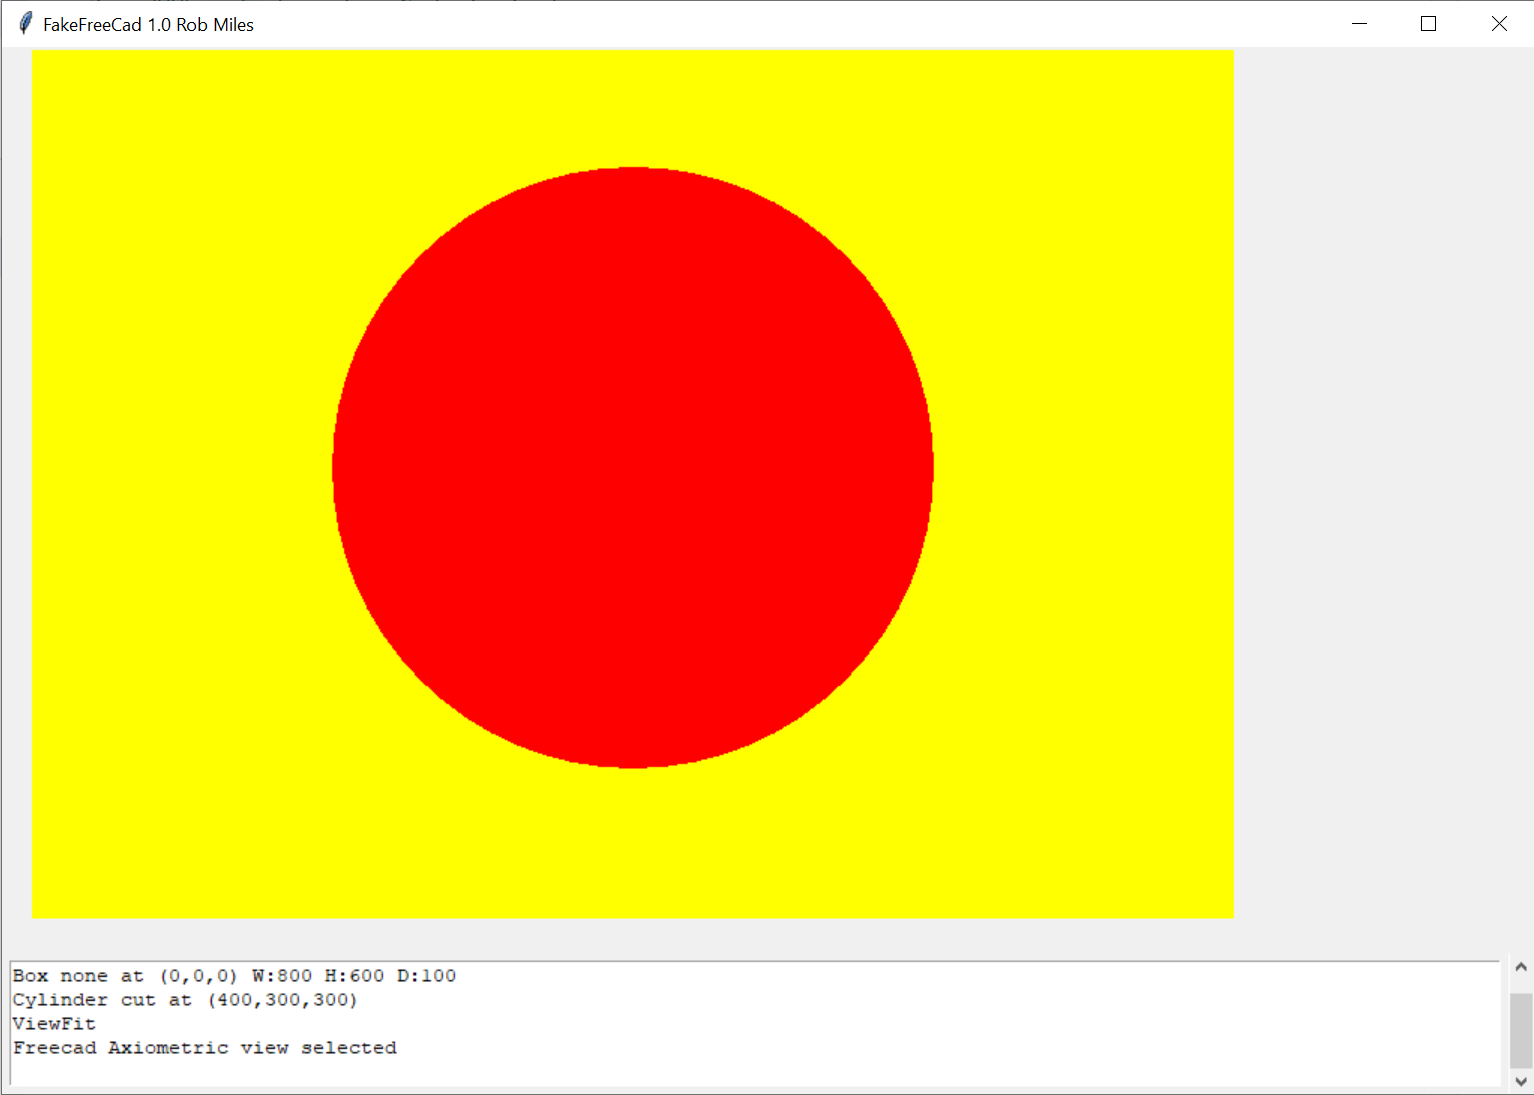 FakeFreeCad 1.0 Rob Miles
Box none at (0,0,0) W:800 H:600 D:100
Cylinder cut at (400,300,300)
ViewFit
Freecad Axiometric view selected